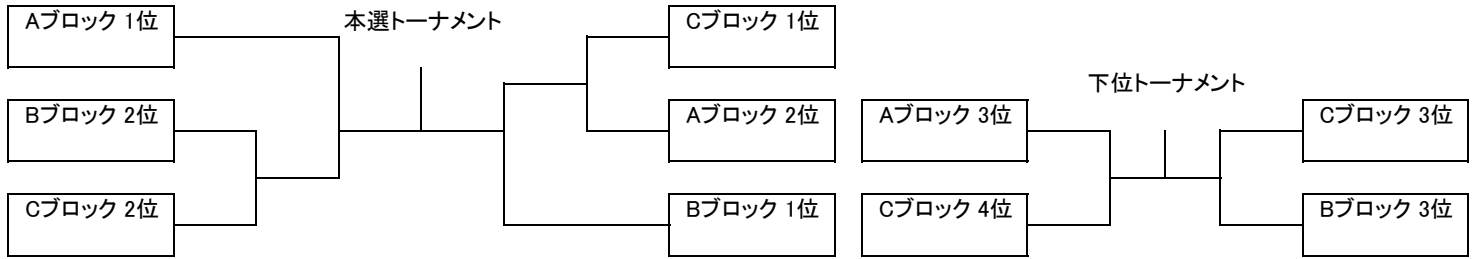 Aブロック 1位
本選トーナメント
Cブロック 1位
下位トーナメント
Bブロック 2位
Aブロック 2位
Aブロック 3位
Cブロック 3位
Cブロック 2位
Bブロック 1位
Cブロック 4位
Bブロック 3位